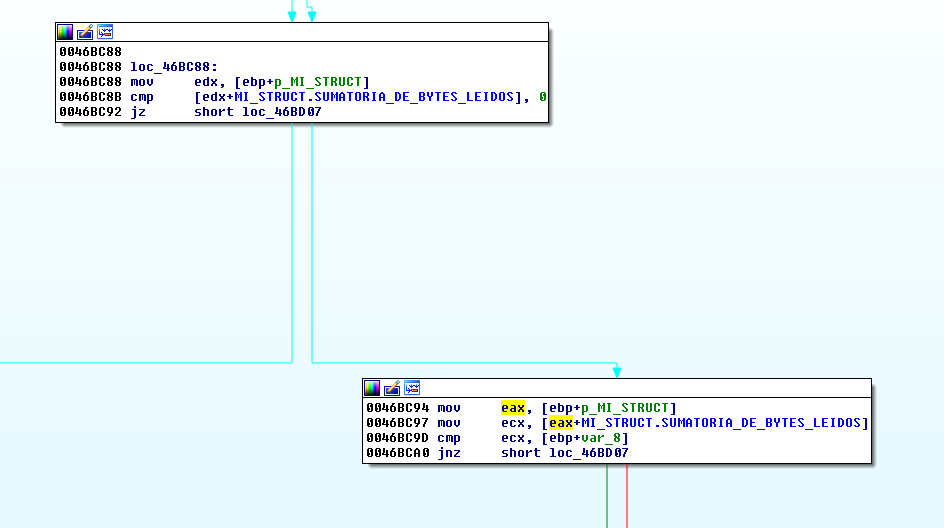 0046BC88
0046BC88 loc_46BC88:
0046BC88 mov edx, [ebp+p_MI_STRUCT]
0046BC8B cmp [edx+MI_STRUCT.SUMATORIA_DE_BYTES_LEIDOS], 0
0046BC92 jz short loc_46BD07
0046BC94 mov eax, [ebp+p_MI_STRUCT]
0046BC97 mov ecx, [eax+MI_STRUCT.SUMATORIA_DE_BYTES_LEIDOS]
0046BC9D cmp ecx, [ebp+var_8]
0046BCA0 jnz short loc_46BD07